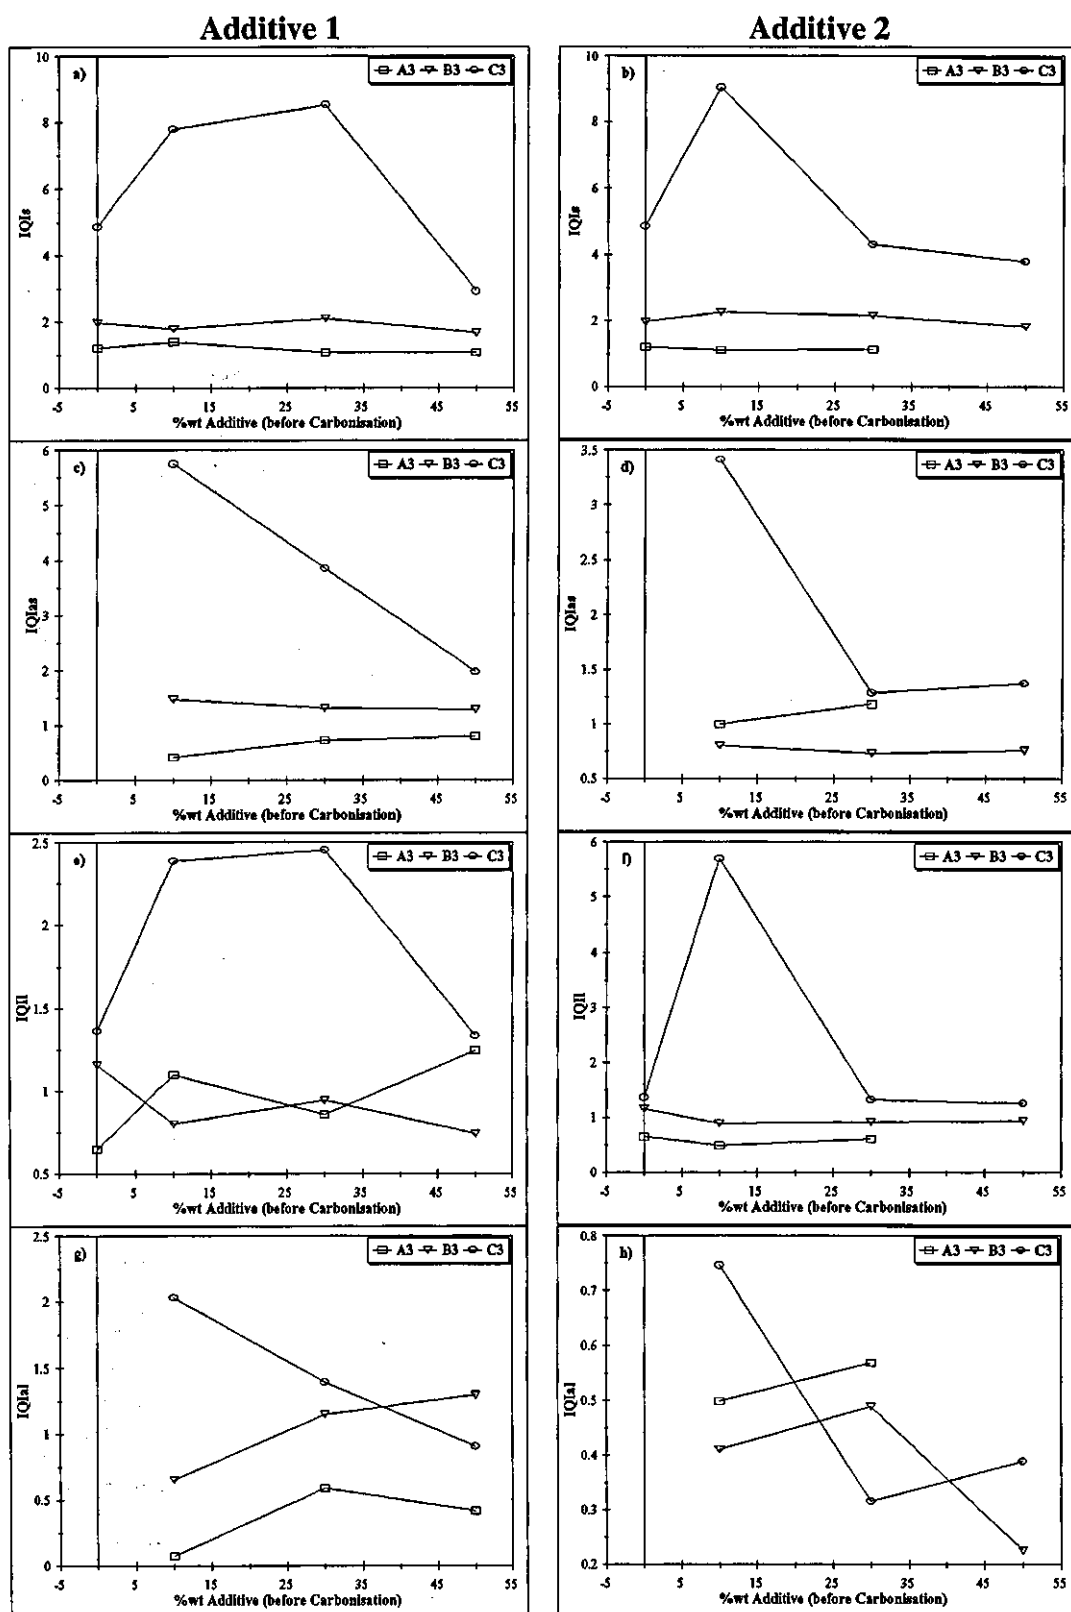 Additive 1
Additive 2
a)
A3 B3 C3
10
8
6
4
2
0
IQIs
-5 5 15 25 35 45 55
%wt Additive (before Carbonisation)
b)
A3 B3 C3
10
8
6
4
2
0
IQIs
-5 5 15 25 35 45 55
%wt Additive (before Carbonisation)
c)
A3 B3 C3
6
5
4
3
2
1
0
IQIas
-5 5 15 25 35 45 55
%wt Additive (before Carbonisation)
d)
A3 B3 C3
3.5
3
2.5
2
1.5
1
0.5
IQIas
-5 5 15 25 35 45 55
%wt Additive (before Carbonisation)
e)
A3 B3 C3
2.5
2
1.5
1
0.5
IQIl
-5 5 15 25 35 45 55
%wt Additive (before Carbonisation)
f)
A3 B3 C3
6
5
4
3
2
1
0
IQIl
-5 5 15 25 35 45 55
%wt Additive (before Carbonisation)
g)
A3 B3 C3
2.5
2
1.5
1
0.5
0
IQIal
-5 5 15 25 35 45 55
%wt Additive (before Carbonisation)
h)
A3 B3 C3
0.8
0.7
0.6
0.5
0.4
0.3
0.2
IQIal
-5 5 15 25 35 45 55
%wt Additive (before Carbonisation)